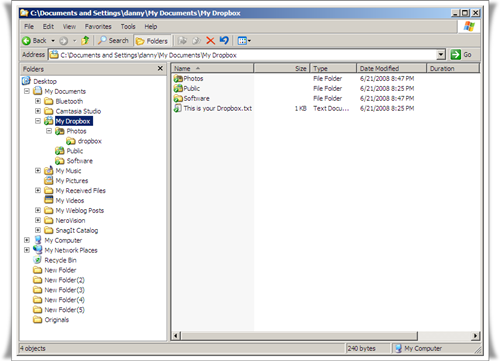 C:\Documents and Settings\danny\My Documents\My Dropbox
File Edit View Favorites Tools Help
Back Search Folders
Address C:\Documents and Settings\danny\My Documents\My Dropbox Go
Folders
Name Size Type Date Modified Duration
Desktop
My Documents
Bluetooth
Camtasia Studio
My Dropbox
Photos
dropbox
Public
Software
My Music
My Pictures
My Received Files
My Videos
My Weblog Posts
NeroVision
SnagIt Catalog
My Computer
My Network Places
Recycle Bin
New Folder
New Folder(2)
New Folder(3)
New Folder(4)
New Folder(5)
Originals
Photos File Folder 6/21/2008 8:47 PM
Public File Folder 6/21/2008 8:25 PM
Software File Folder 6/21/2008 8:47 PM
This is your Dropbox.txt 1 KB Text Docu... 6/21/2008 8:25 PM
4 objects 240 bytes My Computer